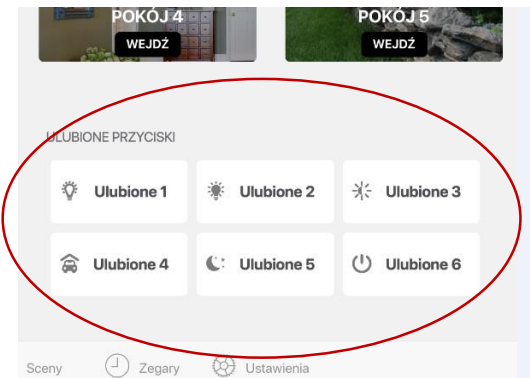 POKÓJ 4 POKÓJ 5
WEJDŹ WEJDŹ
ULUBIONE PRZYCISKI
Ulubione 1 Ulubione 2 Ulubione 3
Ulubione 4 Ulubione 5 Ulubione 6
Sceny Zegary Ustawienia